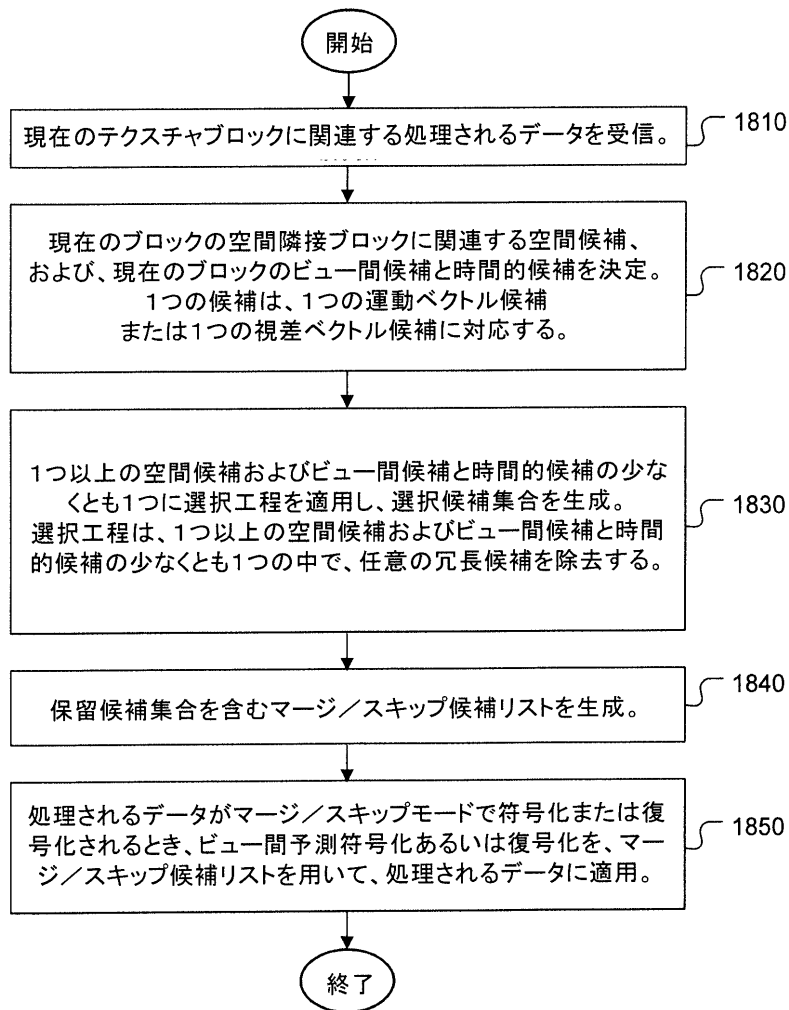 開始
現在のテクスチャブロックに関連する処理されるデータを受信。
1810
現在のブロックの空間隣接ブロックに関連する空間候補、
および、現在のブロックのビュー間候補と時間的候補を決定。
1つの候補は、1つの運動ベクトル候補
または1つの視差ベクトル候補に対応する。
1820
1つ以上の空間候補およびビュー間候補と時間的候補の少な
くとも1つに選択工程を適用し、選択候補集合を生成。
選択工程は、1つ以上の空間候補およびビュー間候補と時間
的候補の少なくとも1つの中で、任意の冗長候補を除去する。
1830
保留候補集合を含むマージ／スキップ候補リストを生成。
1840
処理されるデータがマージ／スキップモードで符号化または復
号化されるとき、ビュー間予測符号化あるいは復号化を、マー
ジ／スキップ候補リストを用いて、処理されるデータに適用。
1850
終了